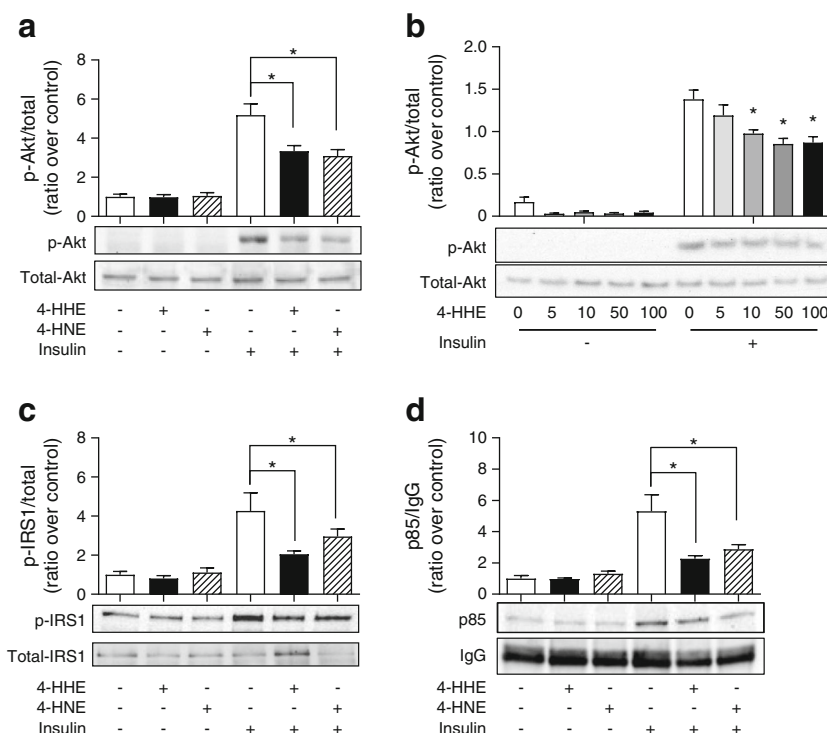 a
p-Akt/total
(ratio over control)
8
6
4
2
0
*
*
p-Akt
Total-Akt
4-HHE - + - - + -
4-HNE - - + - - +
Insulin - - - + + +
b
p-Akt/total
(ratio over control)
2.0
1.5
1.0
0.5
0
* * *
p-Akt
Total-Akt
4-HHE 0 5 10 50 100 0 5 10 50 100
Insulin - +
c
p-IRS1/total
(ratio over control)
8
6
4
2
0
*
*
p-IRS1
Total-IRS1
4-HHE - + - - + -
4-HNE - - + - - +
Insulin - - - + + +
d
p85/IgG
(ratio over control)
10
8
6
4
2
0
*
*
p85
IgG
4-HHE - + - - + -
4-HNE - - + - - +
Insulin - - - + + +